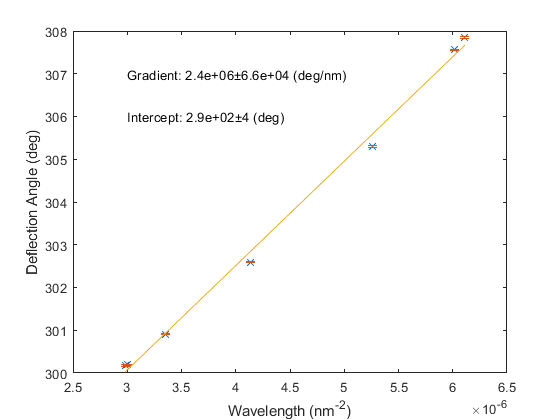 308
307
306
305
304
303
302
301
300
Deflection Angle (deg)
Gradient: 2.4e+06±6.6e+04 (deg/nm)
Intercept: 2.9e+02±4 (deg)
2.5 3 3.5 4 4.5 5 5.5 6 6.5
Wavelength (nm⁻²)
×10⁻⁶